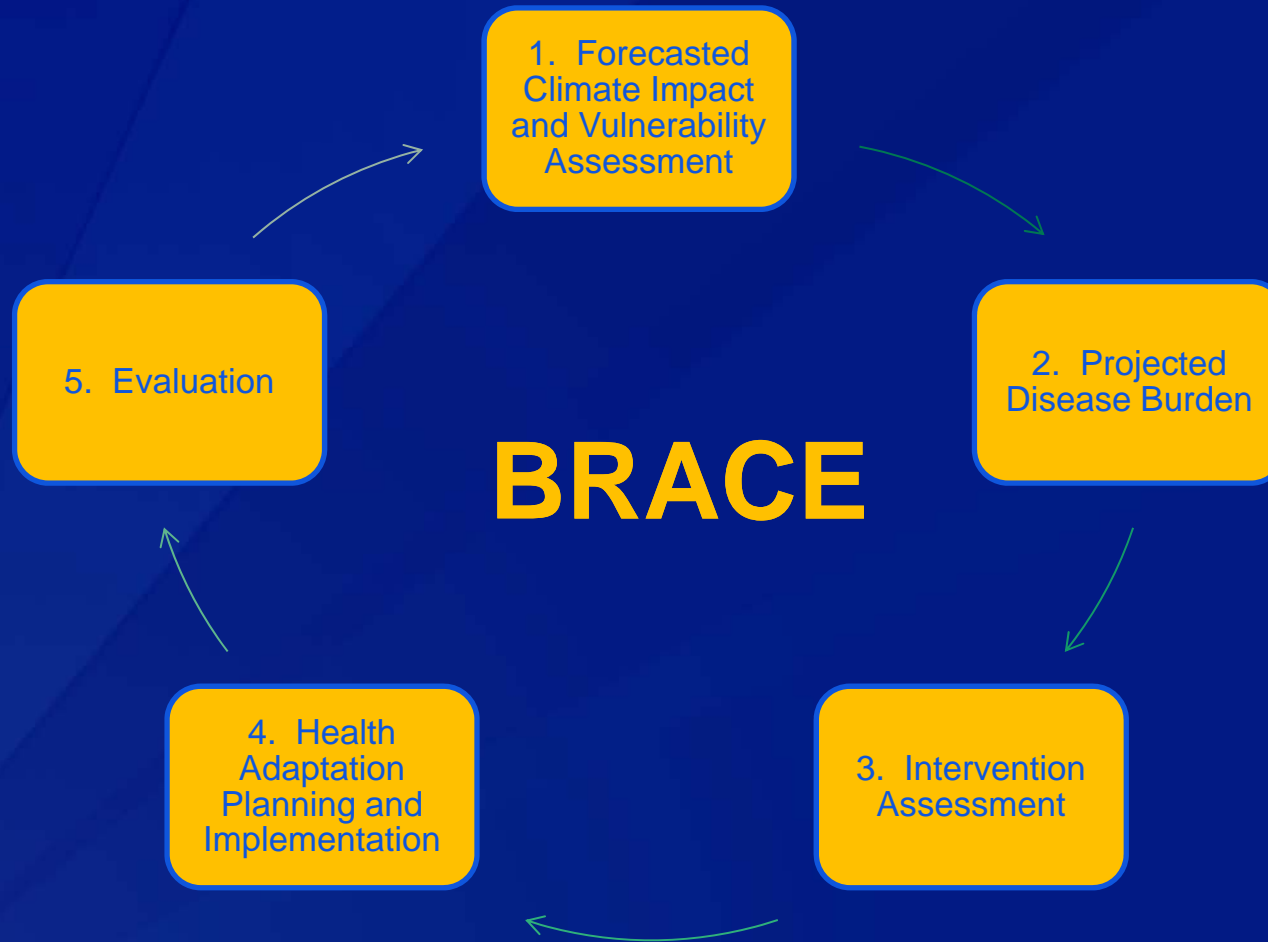 1. Forecasted
Climate Impact
and Vulnerability
Assessment
2. Projected
Disease Burden
3. Intervention
Assessment
4. Health
Adaptation
Planning and
Implementation
5. Evaluation
BRACE